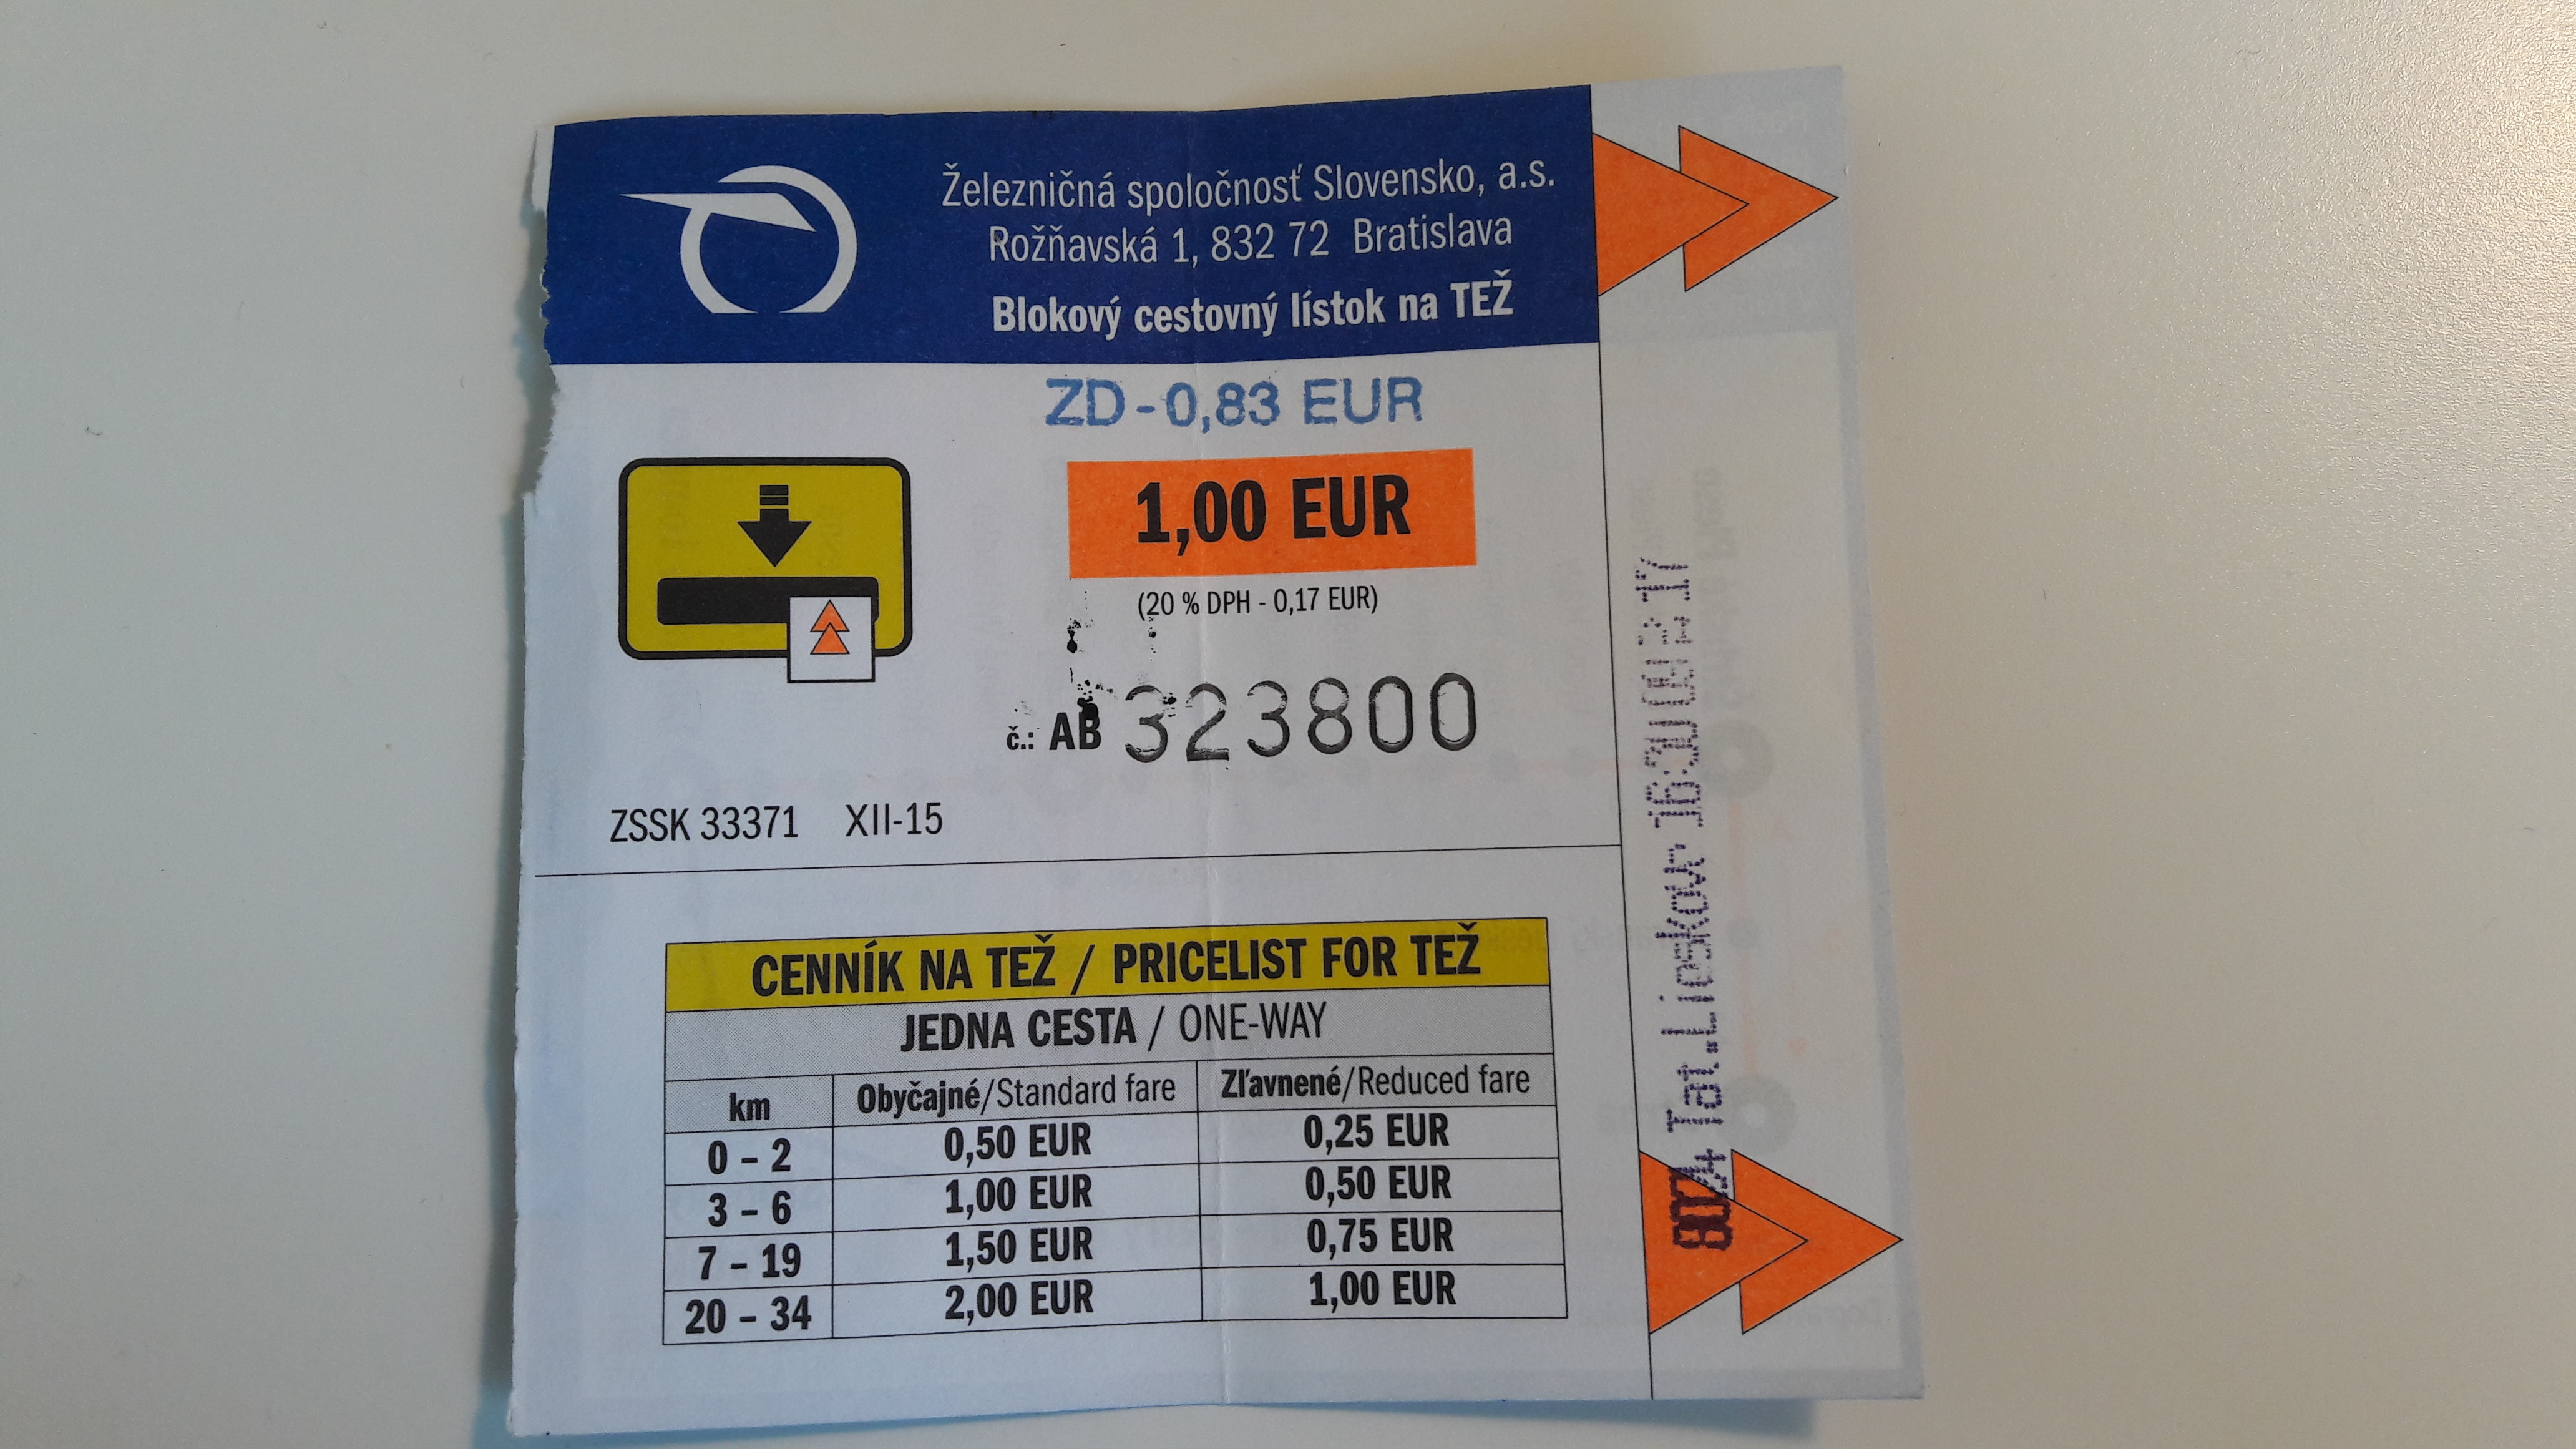 Železničná spoločnosť Slovensko, a.s.
Rožňavská 1, 832 72 Bratislava
Blokový cestovný lístok na TEŽ
ZD - 0,83 EUR
1,00 EUR
(20 % DPH - 0,17 EUR)
č.: AB 323800
ZSSK 33371 XII-15
CENNÍK NA TEŽ / PRICELIST FOR TEŽ
JEDNA CESTA / ONE-WAY
km Obyčajné/Standard fare Zľavnené/Reduced fare
0 – 2 0,50 EUR 0,25 EUR
3 – 6 1,00 EUR 0,50 EUR
7 – 19 1,50 EUR 0,75 EUR
20 – 34 2,00 EUR 1,00 EUR
Tat.Lieskov